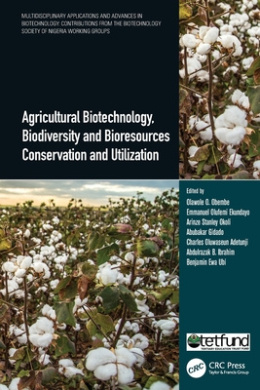 MULTIDISCIPLINARY APPLICATIONS AND ADVANCES IN
BIOTECHNOLOGY: CONTRIBUTIONS FROM THE BIOTECHNOLOGY
SOCIETY OF NIGERIA WORKING GROUPS
Agricultural Biotechnology,
Biodiversity and Bioresources
Conservation and Utilization
Edited by
Olawole O. Obembe
Emmanuel Olufemi Ekundayo
Arinze Stanley Okoli
Abubakar Gidado
Charles Oluwaseun Adetunji
Abdulrazak B. Ibrahim
Benjamin Ewa Ubi
tetfund
CRC Press
Taylor & Francis Group